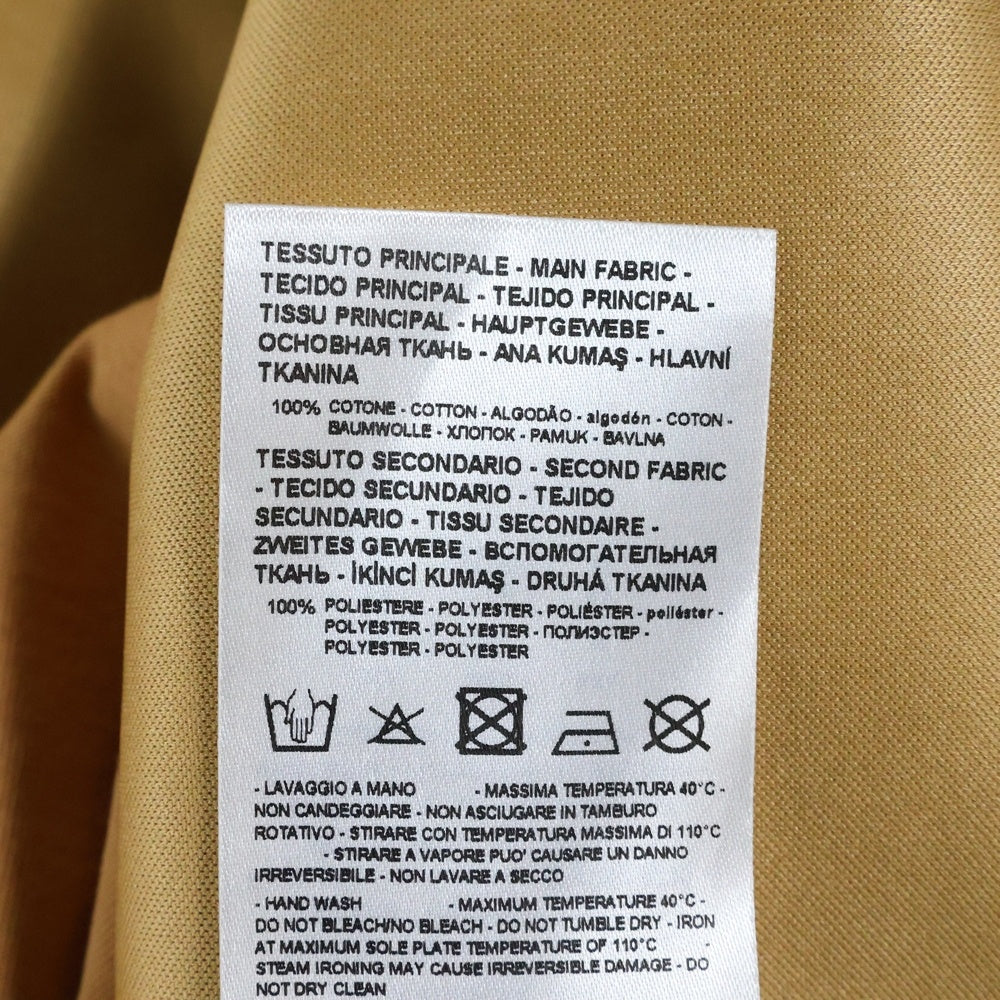 TESSUTO PRINCIPALE - MAIN FABRIC -
TECIDO PRINCIPAL - TEJIDO PRINCIPAL -
TISSU PRINCIPAL - HAUPTGEWEBE -
ОСНОВНАЯ ТКАНЬ - ANA KUMAŞ - HLAVNÍ
TKANINA
100% COTONE - COTTON - ALGODÃO - algodón - COTON -
BAUMWOLLE - ХЛОПОК - PAMUK - BAVLNA
TESSUTO SECONDARIO - SECOND FABRIC
- TECIDO SECUNDARIO - TEJIDO
SECUNDARIO - TISSU SECONDAIRE -
ZWEITES GEWEBE - ВСПОМОГАТЕЛЬНАЯ
ТКАНЬ - İKİNCİ KUMAŞ - DRUHÁ TKANINA
100% POLIESTERE - POLYESTER - POLIÉSTER - poliéster -
POLYESTER - POLYESTER - ПОЛИЭСТЕР -
POLYESTER - POLYESTER
- LAVAGGIO A MANO - MASSIMA TEMPERATURA 40°C -
NON CANDEGGIARE - NON ASCIUGARE IN TAMBURO
ROTATIVO - STIRARE CON TEMPERATURA MASSIMA DI 110°C
- STIRARE A VAPORE PUO' CAUSARE UN DANNO
IRREVERSIBILE - NON LAVARE A SECCO
- HAND WASH - MAXIMUM TEMPERATURE 40°C -
DO NOT BLEACH/NO BLEACH - DO NOT TUMBLE DRY - IRON
AT MAXIMUM SOLE PLATE TEMPERATURE OF 110°C -
STEAM IRONING MAY CAUSE IRREVERSIBLE DAMAGE - DO
NOT DRY CLEAN